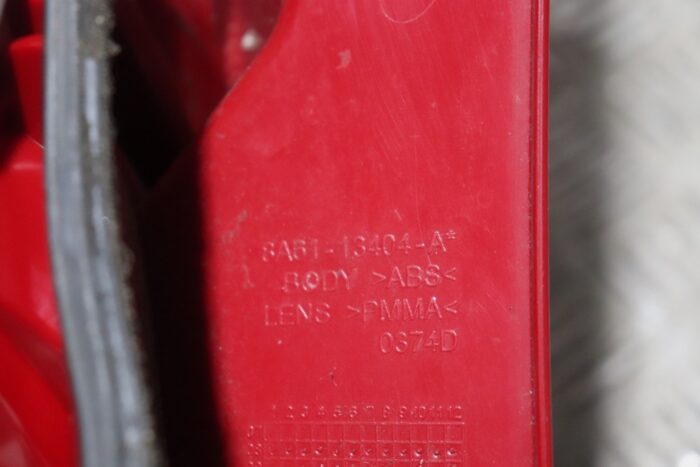 8A61-13404-A*
BODY >ABS<
LENS >PMMA<
0374D
1 2 3 4 5 6 7 8 9 10 11 12